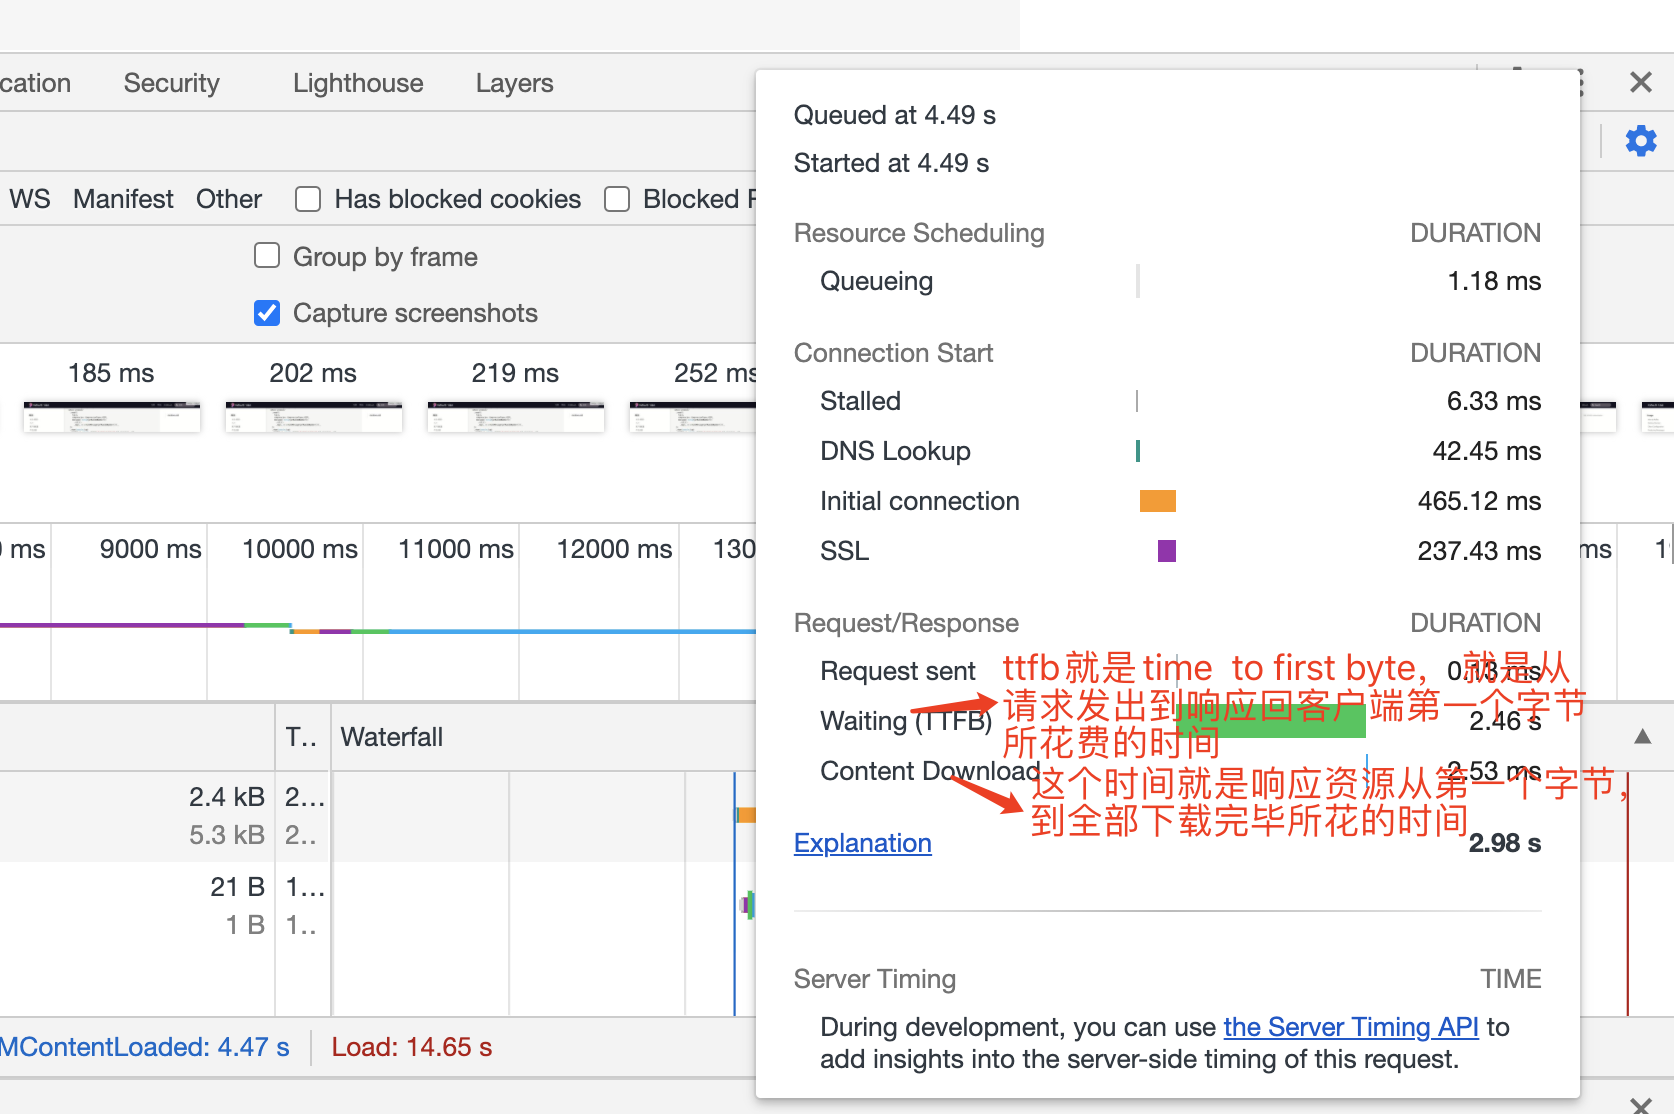 cation Security Lighthouse Layers
WS Manifest Other Has blocked cookies Blocked
Group by frame
Capture screenshots
185 ms 202 ms 219 ms 252 ms
ms 9000 ms 10000 ms 11000 ms 12000 ms 130 ms 1
T.. Waterfall
2.4 kB 2...
5.3 kB 2..
21 B 1...
1 B 1..
MContentLoaded: 4.47 s Load: 14.65 s
Queued at 4.49 s
Started at 4.49 s
Resource Scheduling DURATION
Queueing 1.18 ms
Connection Start DURATION
Stalled 6.33 ms
DNS Lookup 42.45 ms
Initial connection 465.12 ms
SSL 237.43 ms
Request/Response DURATION
Request sent 0.13 ms
ttfb就是time to first byte，就是从
请求发出到响应回客户端第一个字节
所花费的时间
Waiting (TTFB) 2.46 s
Content Download 2.53 ms
这个时间就是响应资源从第一个字节，
到全部下载完毕所花的时间
Explanation 2.98 s
Server Timing TIME
During development, you can use the Server Timing API to
add insights into the server-side timing of this request.